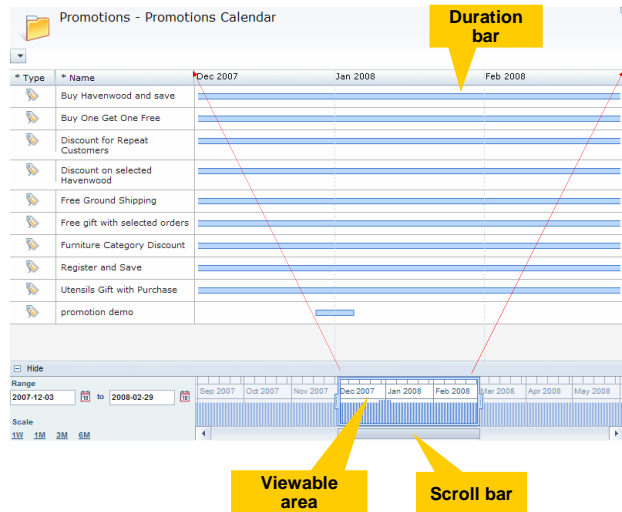 Promotions - Promotions Calendar
Duration
bar
* Type * Name Dec 2007 Jan 2008 Feb 2008
Buy Havenwood and save
Buy One Get One Free
Discount for Repeat
Customers
Discount on selected
Havenwood
Free Ground Shipping
Free gift with selected orders
Furniture Category Discount
Register and Save
Utensils Gift with Purchase
promotion demo
Hide
Range
2007-12-03 to 2008-02-29
Sep 2007 Oct 2007 Nov 2007 Dec 2007 Jan 2008 Feb 2008 Mar 2008 Apr 2008 May 2008
Scale
1W 1M 3M 6M
Viewable
area
Scroll bar